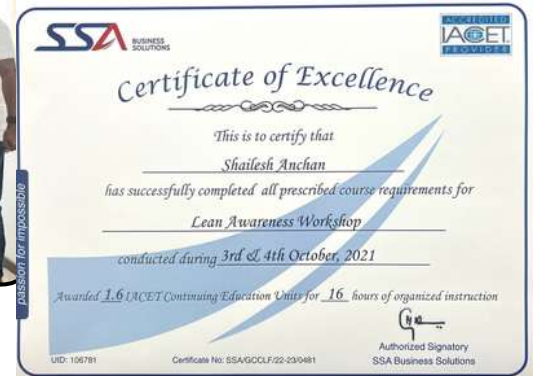 SSA BUSINESS SOLUTIONS
ACCREDITED
IACET
PROVIDER
Certificate of Excellence
This is to certify that
Shailesh Anchan
has successfully completed all prescribed course requirements for
Lean Awareness Workshop
conducted during 3rd & 4th October, 2021
Awarded 1.6 IACET Continuing Education Units for 16 hours of organized instruction
passion for impossible
Authorized Signatory
UID: 106781 Certificate No: SSA/GCCLF/22-23/0481 SSA Business Solutions